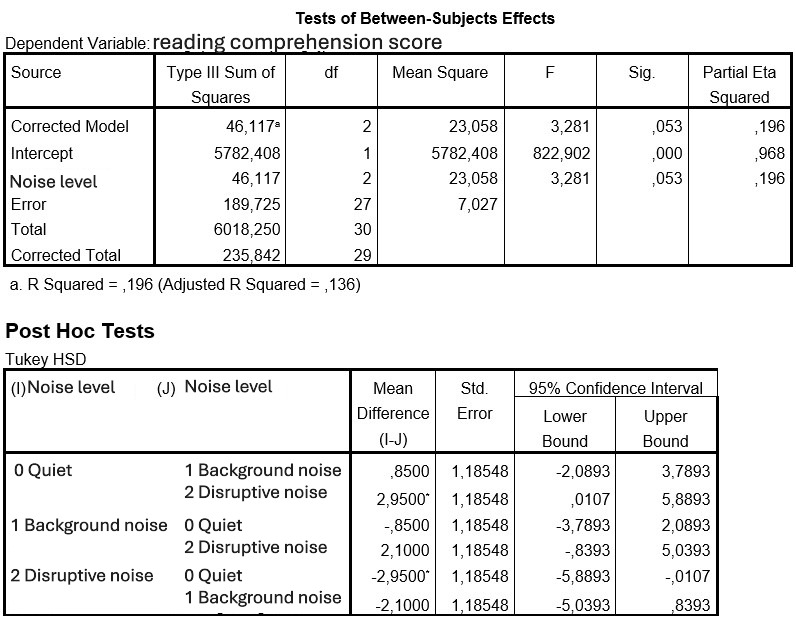 Tests of Between-Subjects Effects
Dependent Variable: reading comprehension score
Source Type III Sum of Squares df Mean Square F Sig. Partial Eta Squared
Corrected Model 46,117ᵃ 2 23,058 3,281 ,053 ,196
Intercept 5782,408 1 5782,408 822,902 ,000 ,968
Noise level 46,117 2 23,058 3,281 ,053 ,196
Error 189,725 27 7,027
Total 6018,250 30
Corrected Total 235,842 29
a. R Squared = ,196 (Adjusted R Squared = ,136)
Post Hoc Tests
Tukey HSD
(I) Noise level (J) Noise level Mean Difference (I-J) Std. Error 95% Confidence Interval
Lower Bound Upper Bound
0 Quiet 1 Background noise ,8500 1,18548 -2,0893 3,7893
2 Disruptive noise 2,9500* 1,18548 ,0107 5,8893
1 Background noise 0 Quiet -,8500 1,18548 -3,7893 2,0893
2 Disruptive noise 2,1000 1,18548 -,8393 5,0393
2 Disruptive noise 0 Quiet -2,9500* 1,18548 -5,8893 -,0107
1 Background noise -2,1000 1,18548 -5,0393 ,8393